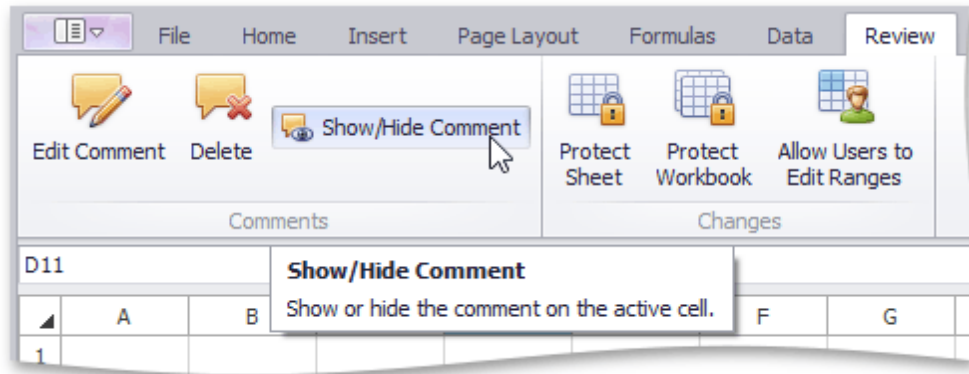 File Home Insert Page Layout Formulas Data Review
Edit Comment Delete Show/Hide Comment
Protect Sheet
Protect Workbook
Allow Users to Edit Ranges
Comments Changes
D11
Show/Hide Comment
Show or hide the comment on the active cell.
A B F G
1